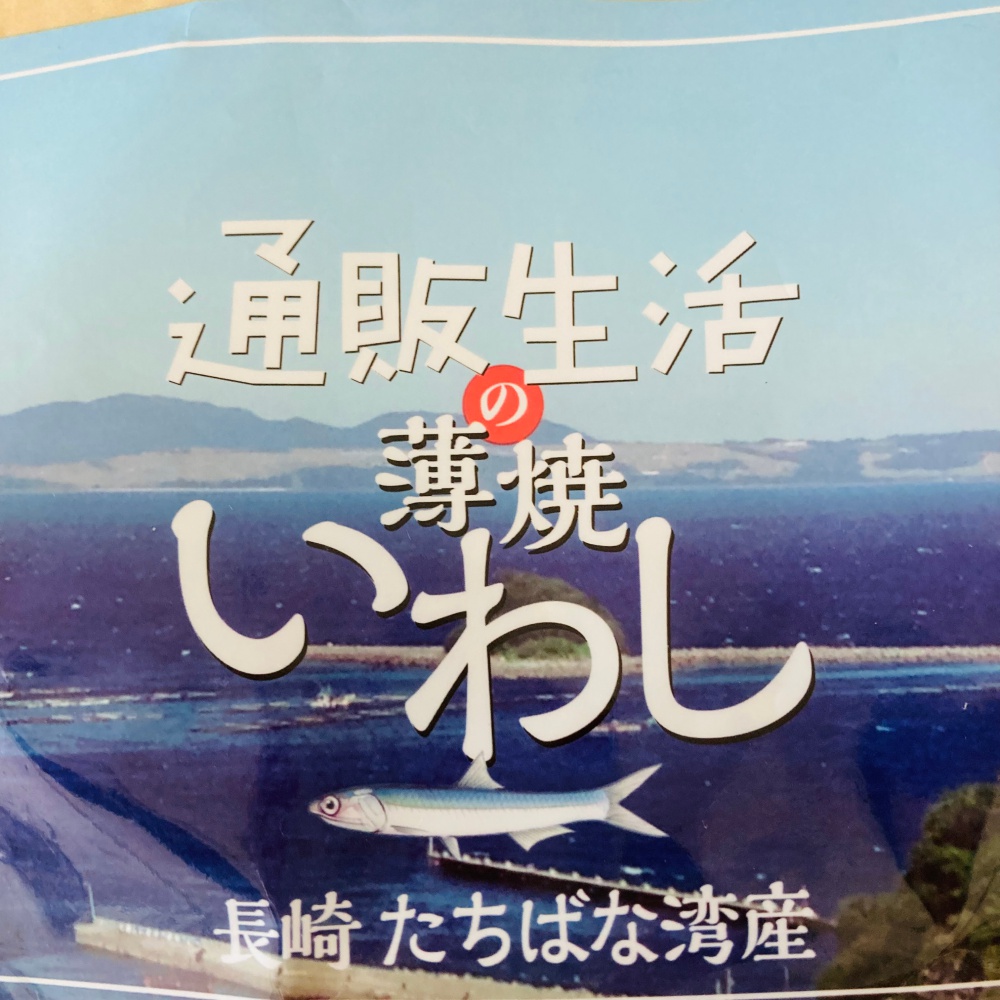 通販生活
の
薄焼
いわし
長崎 たちばな湾産